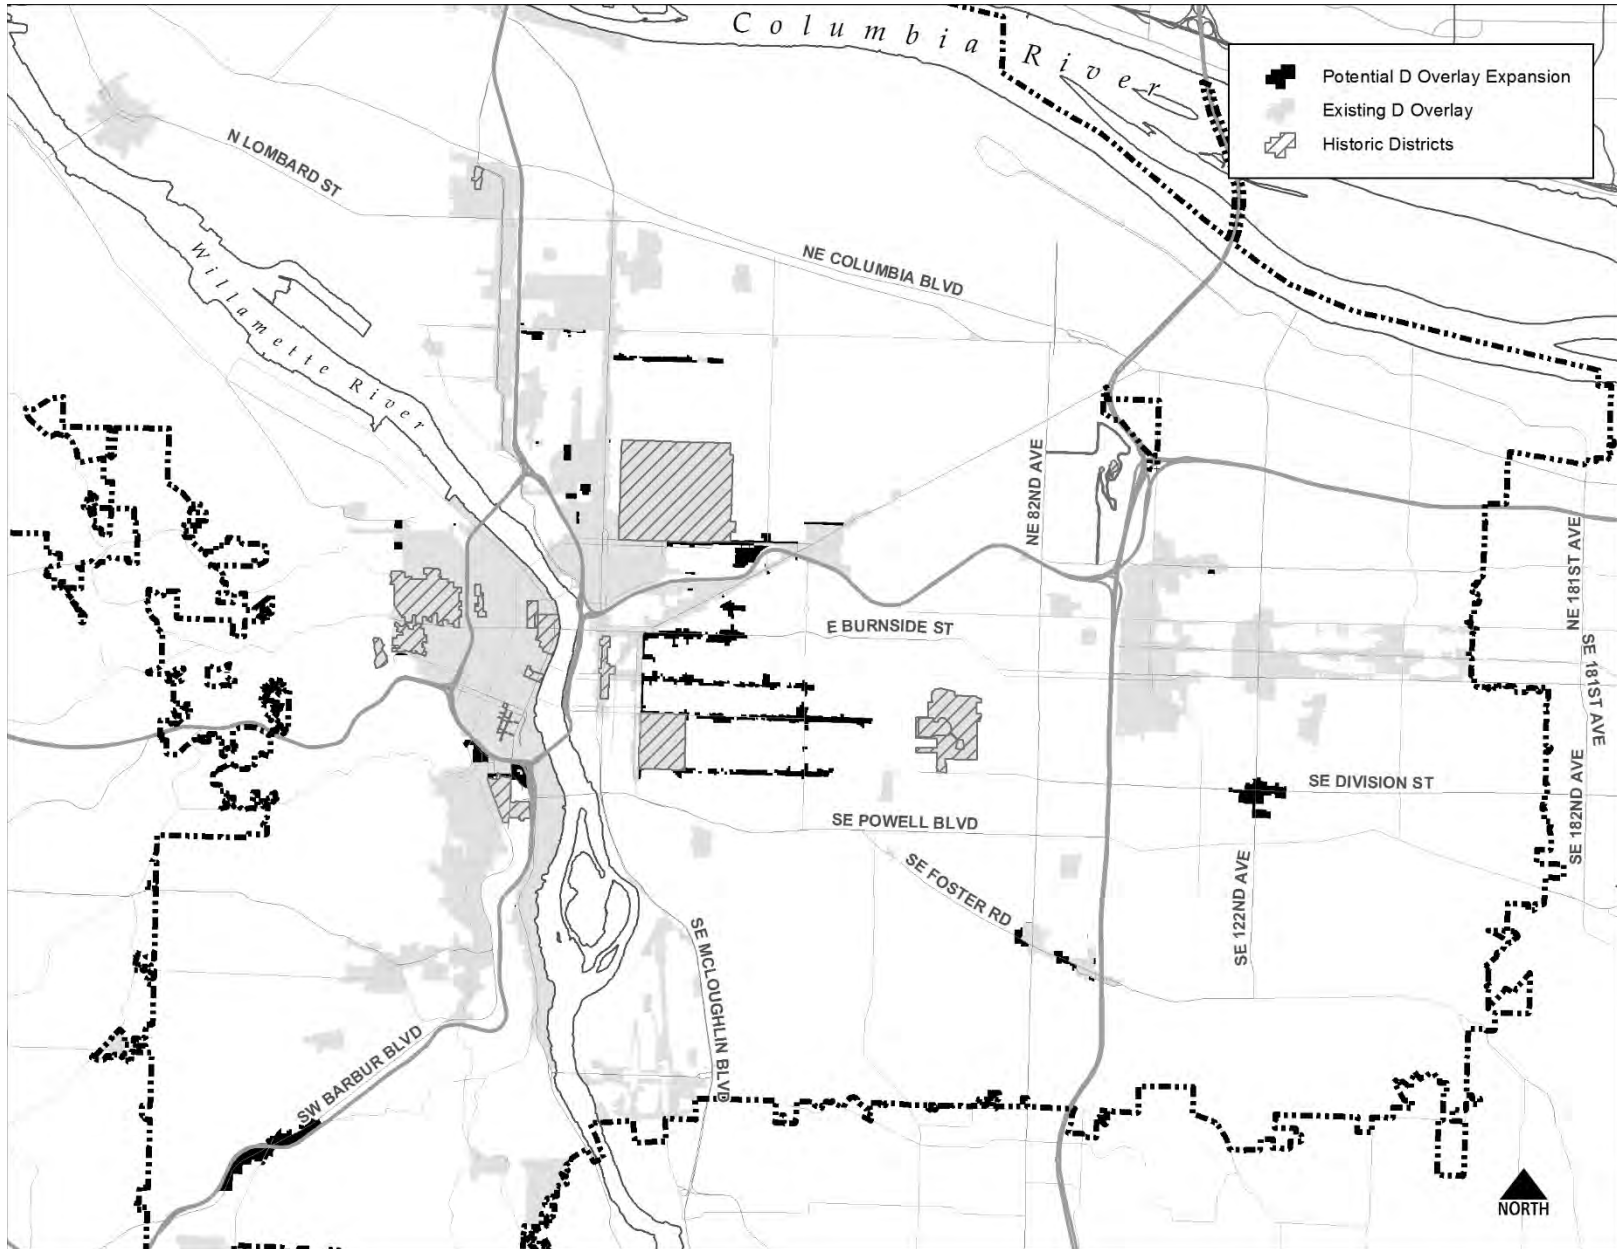 Columbia River
Potential D Overlay Expansion
Existing D Overlay
Historic Districts
N LOMBARD ST
Willamette River
NE COLUMBIA BLVD
NE 82ND AVE
NE 181ST AVE
E BURNSIDE ST
SE 181ST AVE
SE DIVISION ST
SE POWELL BLVD
SE 182ND AVE
SE FOSTER RD
SE 122ND AVE
SE MCLOUGHLIN BLVD
SW BARBUR BLVD
NORTH